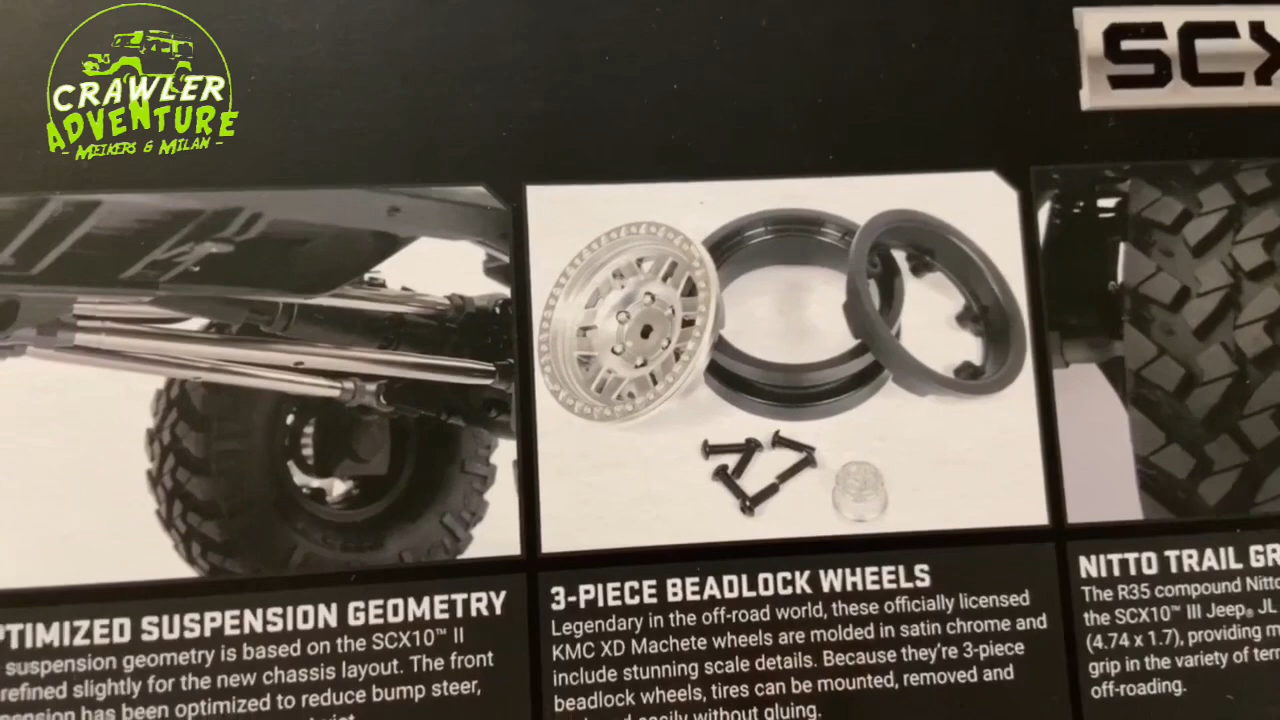 CRAWLER
ADVENTURE
- MEIKERS & MILAN -
OPTIMIZED SUSPENSION GEOMETRY
suspension geometry is based on the SCX10™ II
refined slightly for the new chassis layout. The front
has been optimized to reduce bump steer,
3-PIECE BEADLOCK WHEELS
Legendary in the off-road world, these officially licensed
KMC XD Machete wheels are molded in satin chrome and
include stunning scale details. Because they're 3-piece
beadlock wheels, tires can be mounted, removed and
easily without gluing.
NITTO TRAIL GR
The R35 compound Nitto
the SCX10™ III Jeep® JL
(4.74 x 1.7), providing m
grip in the variety of terr
off-roading.